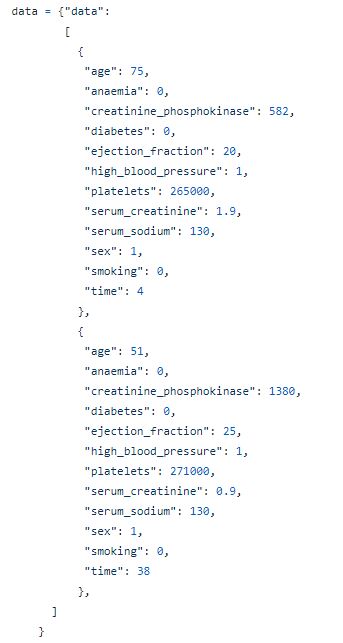 data = {"data":
[
{
"age": 75,
"anaemia": 0,
"creatinine_phosphokinase": 582,
"diabetes": 0,
"ejection_fraction": 20,
"high_blood_pressure": 1,
"platelets": 265000,
"serum_creatinine": 1.9,
"serum_sodium": 130,
"sex": 1,
"smoking": 0,
"time": 4
},
{
"age": 51,
"anaemia": 0,
"creatinine_phosphokinase": 1380,
"diabetes": 0,
"ejection_fraction": 25,
"high_blood_pressure": 1,
"platelets": 271000,
"serum_creatinine": 0.9,
"serum_sodium": 130,
"sex": 1,
"smoking": 0,
"time": 38
},
]
}